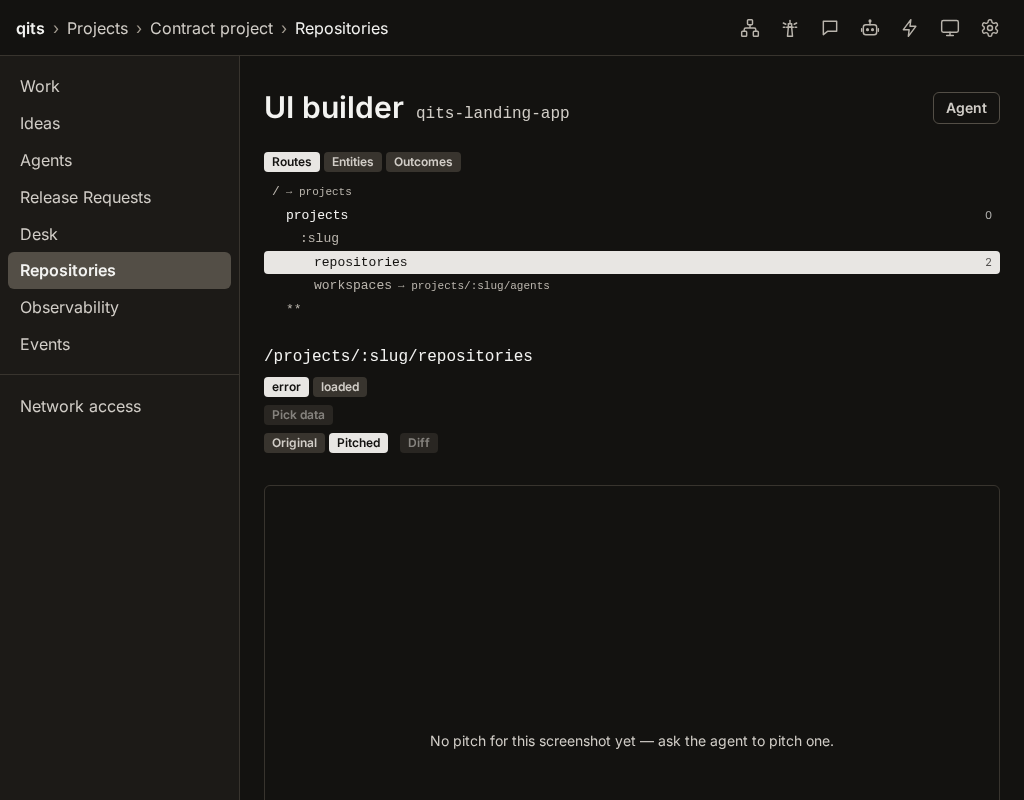 qits › Projects › Contract project › Repositories
Work
Ideas
Agents
Release Requests
Desk
Repositories
Observability
Events
Network access
UI builder qits-landing-app
Agent
Routes Entities Outcomes
/ → projects
projects 0
:slug
repositories 2
workspaces → projects/:slug/agents
**
/projects/:slug/repositories
error loaded
Pick data
Original Pitched Diff
No pitch for this screenshot yet — ask the agent to pitch one.